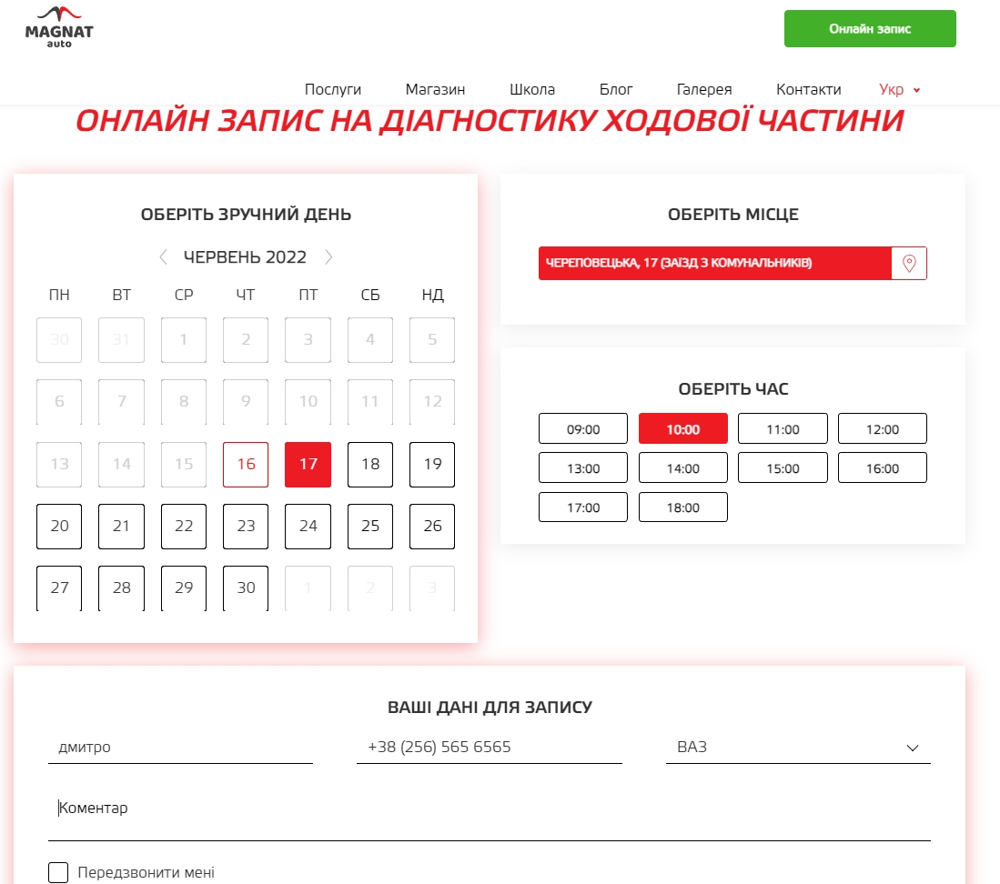 MAGNAT
auto
Онлайн запис
Послуги Магазин Школа Блог Галерея Контакти Укр
ОНЛАЙН ЗАПИС НА ДІАГНОСТИКУ ХОДОВОЇ ЧАСТИНИ
ОБЕРІТЬ ЗРУЧНИЙ ДЕНЬ
ЧЕРВЕНЬ 2022
ПН ВТ СР ЧТ ПТ СБ НД
30 31 1 2 3 4 5
6 7 8 9 10 11 12
13 14 15 16 17 18 19
20 21 22 23 24 25 26
27 28 29 30 1 2 3
ОБЕРІТЬ МІСЦЕ
ЧЕРЕПОВЕЦЬКА, 17 (ЗАЇЗД З КОМУНАЛЬНИКІВ)
ОБЕРІТЬ ЧАС
09:00 10:00 11:00 12:00
13:00 14:00 15:00 16:00
17:00 18:00
ВАШІ ДАНІ ДЛЯ ЗАПИСУ
дмитро +38 (256) 565 6565 ВАЗ
Коментар
Передзвонити мені